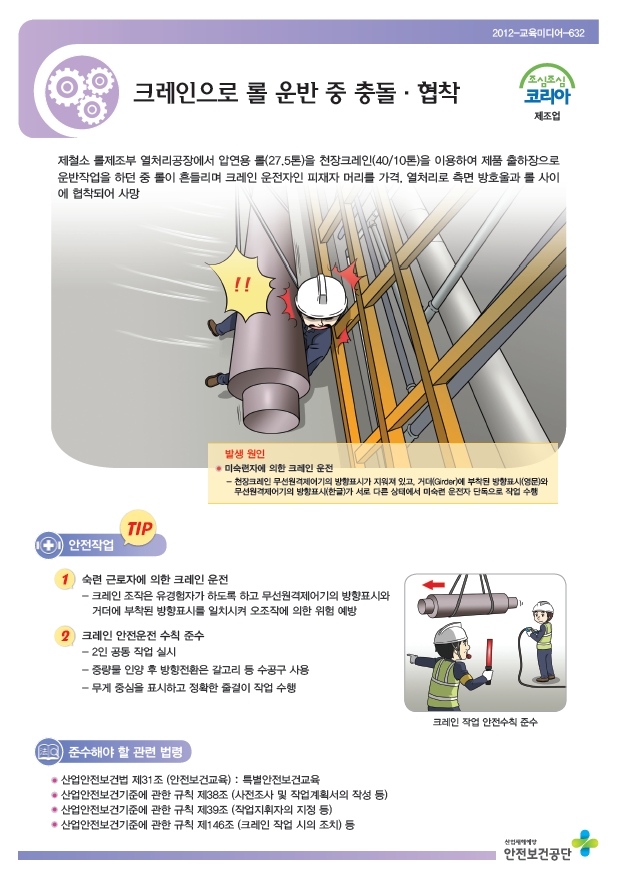 2012-교육미디어-632
크레인으로 롤 운반 중 충돌 · 협착
조심조심
코리아
제조업
제철소 롤제조부 열처리공장에서 압연용 롤(27.5톤)을 천장크레인(40/10톤)을 이용하여 제품 출하장으로
운반작업을 하던 중 롤이 흔들리며 크레인 운전자인 피재자 머리를 가격, 열처리로 측면 방호울과 롤 사이
에 협착되어 사망
!!
발생 원인
◉ 미숙련자에 의한 크레인 운전
– 천장크레인 무선원격제어기의 방향표시가 지워져 있고, 거더(Girder)에 부착된 방향표시(영문)와
무선원격제어기의 방향표시(한글)가 서로 다른 상태에서 미숙련 운전자 단독으로 작업 수행
TIP
안전작업
1 숙련 근로자에 의한 크레인 운전
– 크레인 조작은 유경험자가 하도록 하고 무선원격제어기의 방향표시와
거더에 부착된 방향표시를 일치시켜 오조작에 의한 위험 예방
2 크레인 안전운전 수칙 준수
– 2인 공동 작업 실시
– 중량물 인양 후 방향전환은 갈고리 등 수공구 사용
– 무게 중심을 표시하고 정확한 줄걸이 작업 수행
크레인 작업 안전수칙 준수
준수해야 할 관련 법령
◉ 산업안전보건법 제31조 (안전보건교육) : 특별안전보건교육
◉ 산업안전보건기준에 관한 규칙 제38조 (사전조사 및 작업계획서의 작성 등)
◉ 산업안전보건기준에 관한 규칙 제39조 (작업지휘자의 지정 등)
◉ 산업안전보건기준에 관한 규칙 제146조 (크레인 작업 시의 조치) 등
산업재해예방
안전보건공단